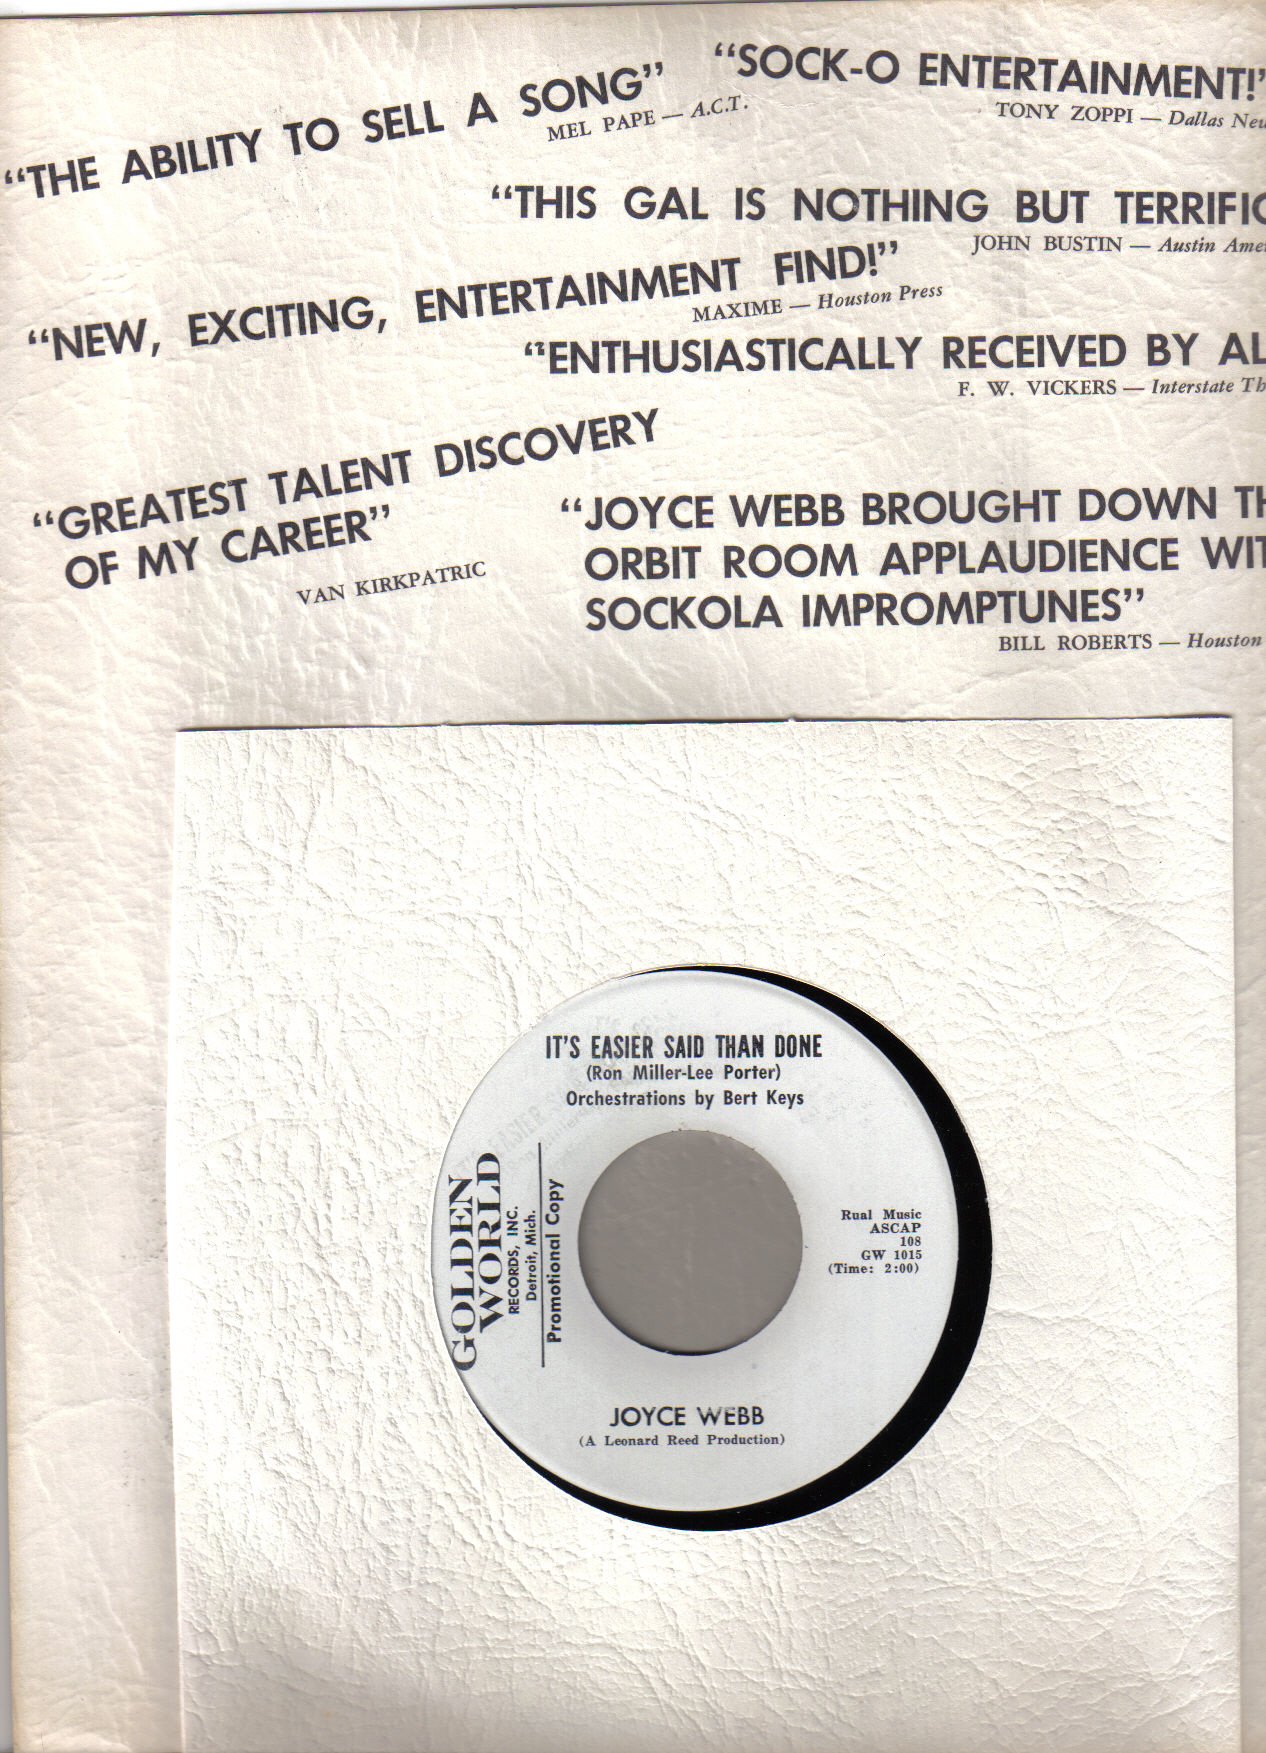 “THE ABILITY TO SELL A SONG”
MEL PAPE — A.C.T.
“SOCK-O ENTERTAINMENT!”
TONY ZOPPI — Dallas
“THIS GAL IS NOTHING BUT TERRIFIC
JOHN BUSTIN — Austin
“NEW, EXCITING, ENTERTAINMENT FIND!”
MAXIME — Houston Press
“ENTHUSIASTICALLY RECEIVED BY
F. W. VICKERS — Interstate
“GREATEST TALENT DISCOVERY
OF MY CAREER”
VAN KIRKPATRIC
“JOYCE WEBB BROUGHT DOWN
ORBIT ROOM APPLAUDIENCE
SOCKOLA IMPROMPTUNES”
BILL ROBERTS — Houston
IT'S EASIER SAID THAN DONE
(Ron Miller-Lee Porter)
Orchestrations by Bert Keys
GOLDEN
WORLD
RECORDS, INC.
Detroit, Mich.
Promotional Copy
Rual Music
ASCAP
108
GW 1015
(Time: 2:00)
JOYCE WEBB
(A Leonard Reed Production)